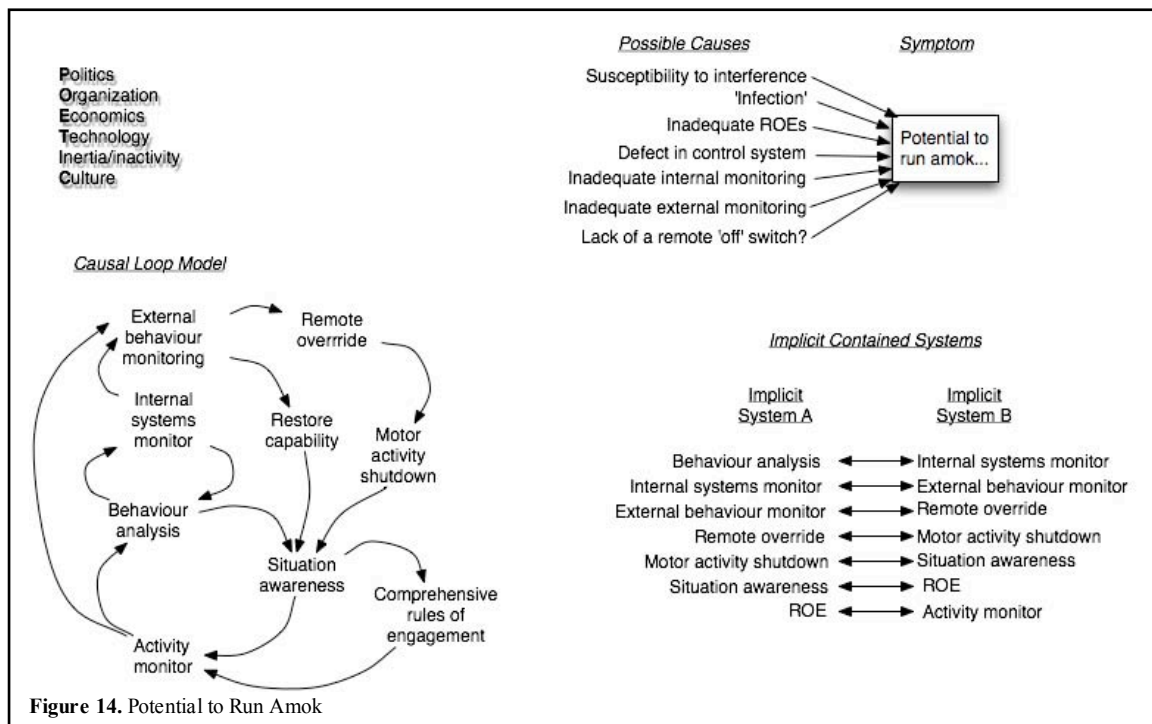 Politics
Organization
Economics
Technology
Inertia/inactivity
Culture
Possible Causes
Symptom
Susceptibility to interference
'Infection'
Inadequate ROEs
Defect in control system
Inadequate internal monitoring
Inadequate external monitoring
Lack of a remote 'off' switch?
Potential to
run amok...
Causal Loop Model
External
behaviour
monitoring
Remote
overrride
Internal
systems
monitor
Restore
capability
Motor
activity
shutdown
Behaviour
analysis
Situation
awareness
Comprehensive
rules of
engagement
Activity
monitor
Implicit Contained Systems
Implicit
System A
Implicit
System B
Behaviour analysis
Internal systems monitor
Internal systems monitor
External behaviour monitor
External behaviour monitor
Remote override
Remote override
Motor activity shutdown
Motor activity shutdown
Situation awareness
Situation awareness
ROE
ROE
Activity monitor
Figure 14. Potential to Run Amok